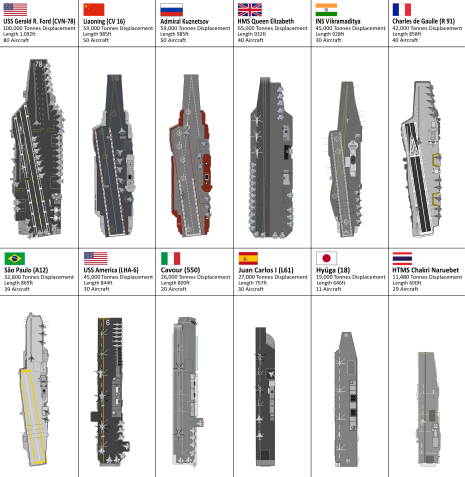 USS Gerald R. Ford (CVN-78)
100,000 Tonnes Displacement
Length 1,092ft
80 Aircraft
Liaoning (CV 16)
59,000 Tonnes Displacement
Length 985ft
50 Aircraft
Admiral Kuznetsov
59,000 Tonnes Displacement
Length 985ft
50 Aircraft
HMS Queen Elizabeth
65,000 Tonnes Displacement
Length 932ft
40 Aircraft
INS Vikramaditya
45,000 Tonnes Displacement
Length 928ft
30 Aircraft
Charles de Gaulle (R 91)
42,000 Tonnes Displacement
Length 858ft
40 Aircraft
78
São Paulo (A12)
32,800 Tonnes Displacement
Length 869ft
39 Aircraft
USS America (LHA-6)
45,000 Tonnes Displacement
Length 844ft
30 Aircraft
Cavour (550)
26,000 Tonnes Displacement
Length 800ft
20 Aircraft
Juan Carlos I (L61)
27,000 Tonnes Displacement
Length 757ft
30 Aircraft
Hyūga (18)
19,000 Tonnes Displacement
Length 646ft
11 Aircraft
HTMS Chakri Naruebet
11,480 Tonnes Displacement
Length 600ft
29 Aircraft
6